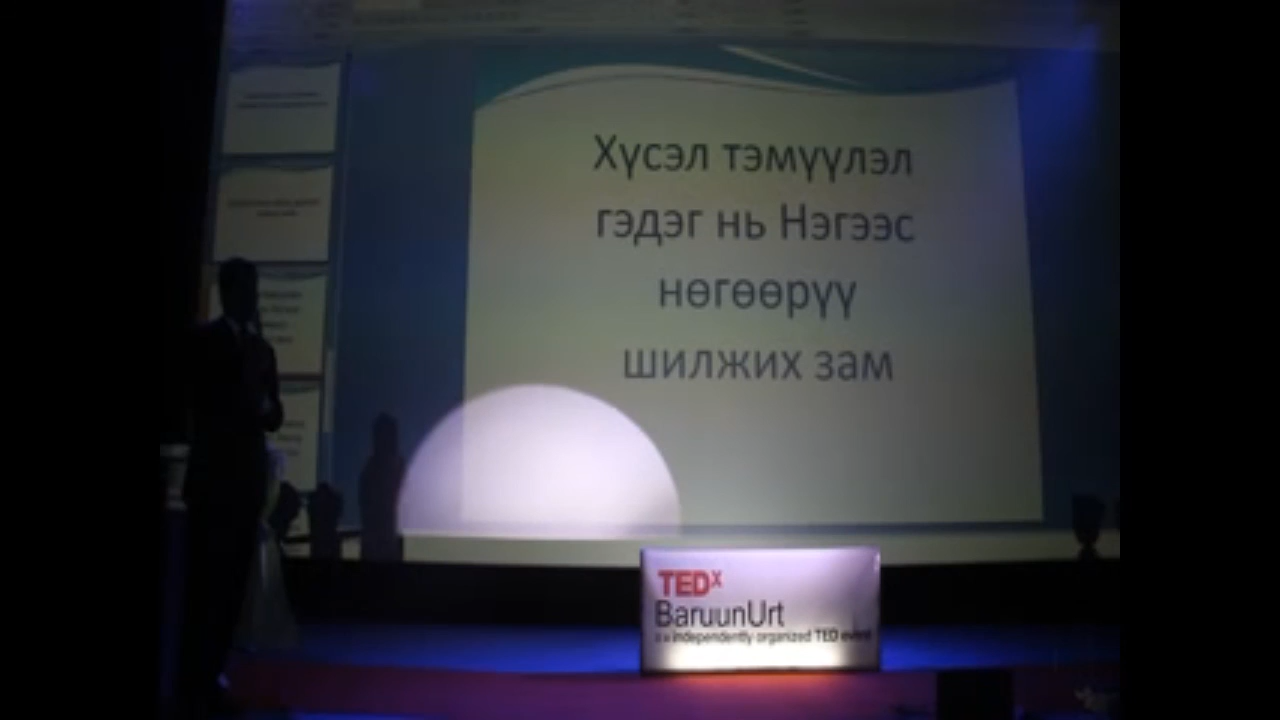 Хүсэл тэмүүлэл
гэдэг нь Нэгээс
нөгөөрүү
шилжих зам
TEDx
BaruunUrt
independently organized TED event